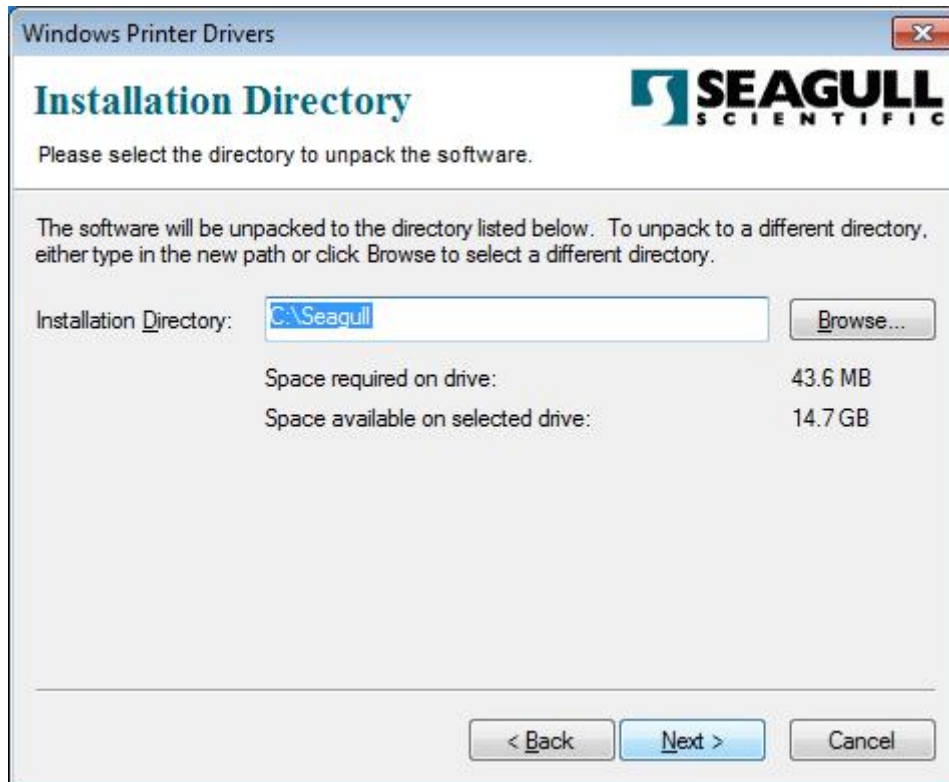 Windows Printer Drivers
Installation Directory
SEAGULL
SCIENTIFIC
Please select the directory to unpack the software.
The software will be unpacked to the directory listed below. To unpack to a different directory,
either type in the new path or click Browse to select a different directory.
Installation Directory: C:\Seagull Browse...
Space required on drive: 43.6 MB
Space available on selected drive: 14.7 GB
< Back Next > Cancel